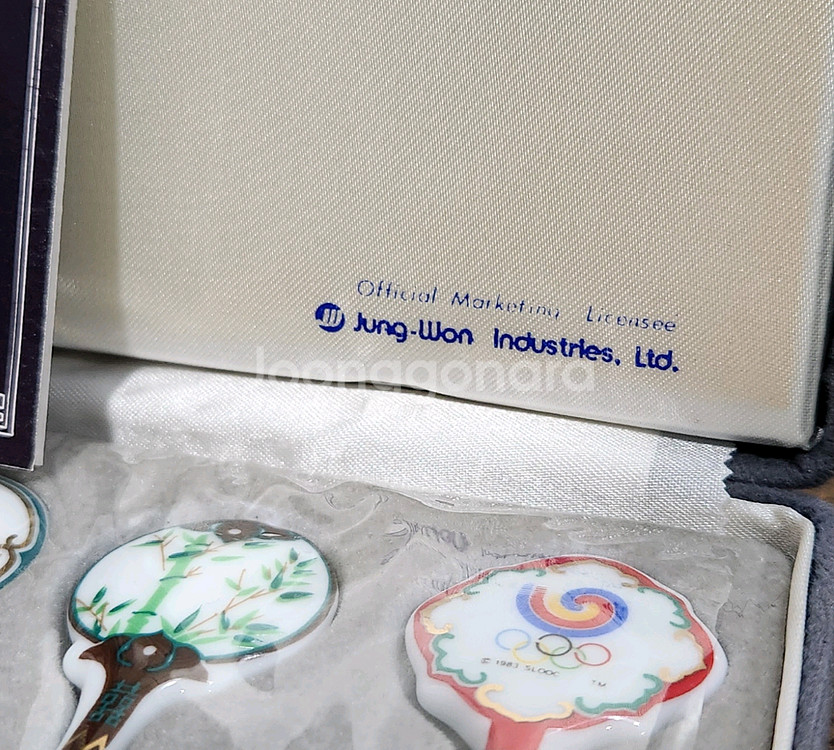 Official Marketing Licensee
Jung-Won Industries, Ltd.
joonggonara
© 1983 SLOOC TM